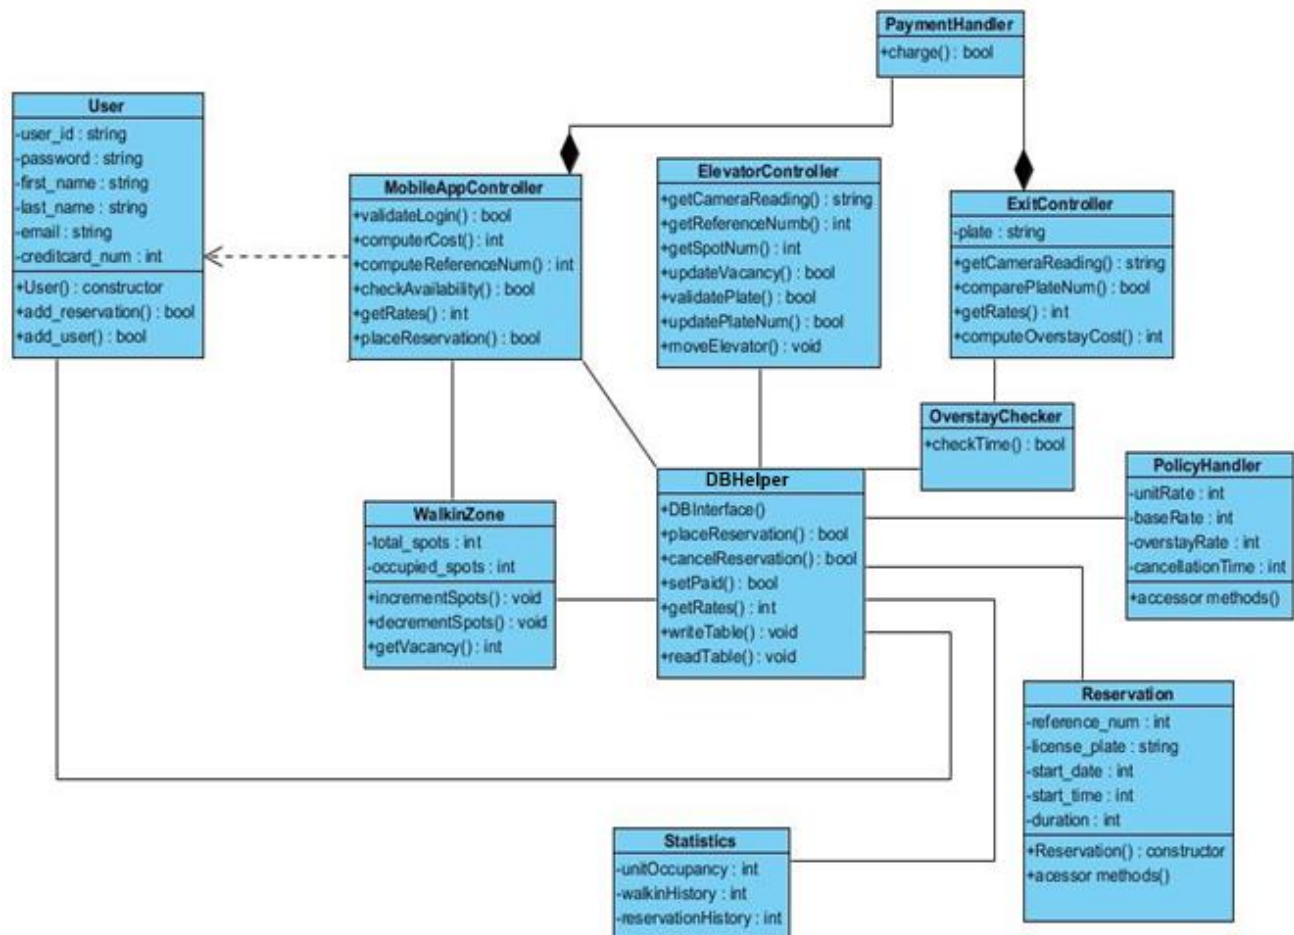 PaymentHandler
+charge() : bool
User
-user_id : string
-password : string
-first_name : string
-last_name : string
-email : string
-creditcard_num : int
+User() : constructor
+add_reservation() : bool
+add_user() : bool
MobileAppController
+validateLogin() : bool
+computerCost() : int
+computeReferenceNum() : int
+checkAvailability() : bool
+getRates() : int
+placeReservation() : bool
ElevatorController
+getCameraReading() : string
+getReferenceNumb() : int
+getSpotNum() : int
+updateVacancy() : bool
+validatePlate() : bool
+updatePlateNum() : bool
+moveElevator() : void
ExitController
-plate : string
+getCameraReading() : string
+comparePlateNum() : bool
+getRates() : int
+computeOverstayCost() : int
OverstayChecker
+checkTime() : bool
PolicyHandler
-unitRate : int
-baseRate : int
-overstayRate : int
-cancellationTime : int
+accessor methods()
WalkinZone
-total_spots : int
-occupied_spots : int
+incrementSpots() : void
+decrementSpots() : void
+getVacancy() : int
DBHelper
+DBInterface()
+placeReservation() : bool
+cancelReservation() : bool
+setPaid() : bool
+getRates() : int
+writeTable() : void
+readTable() : void
Reservation
-reference_num : int
-license_plate : string
-start_date : int
-start_time : int
-duration : int
+Reservation() : constructor
+acessor methods()
Statistics
-unitOccupancy : int
-walkinHistory : int
-reservationHistory : int